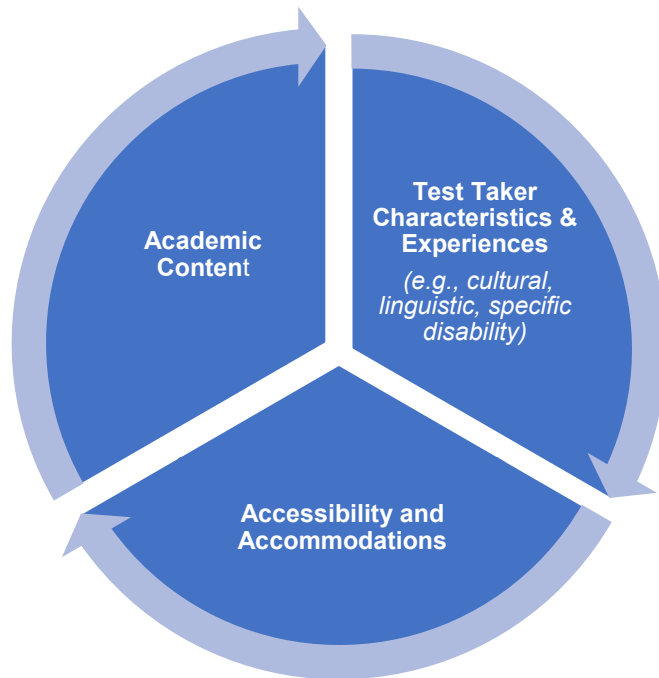 Academic
Content
Test Taker
Characteristics &
Experiences
(e.g., cultural,
linguistic, specific
disability)
Accessibility and
Accommodations